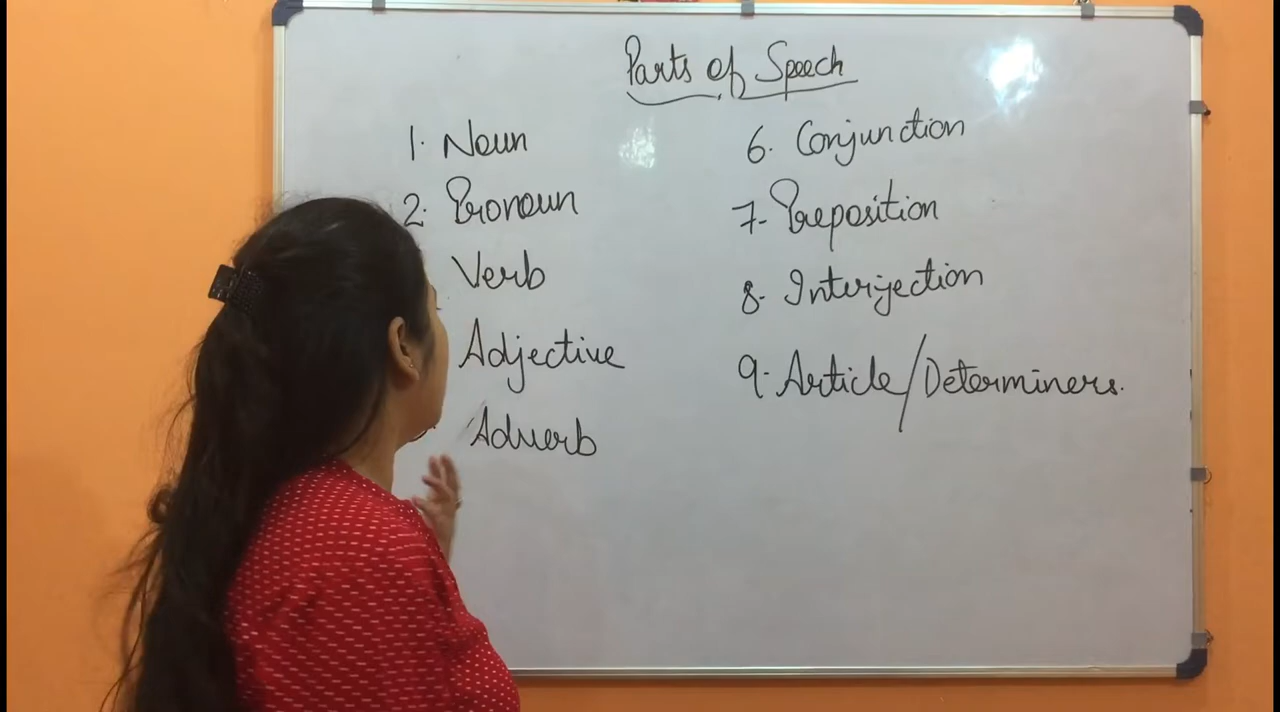 Parts of Speech
1. Noun
2. Pronoun
Verb
Adjective
Adverb
6. Conjunction
7. Preposition
8. Interjection
9. Article/Determiners.